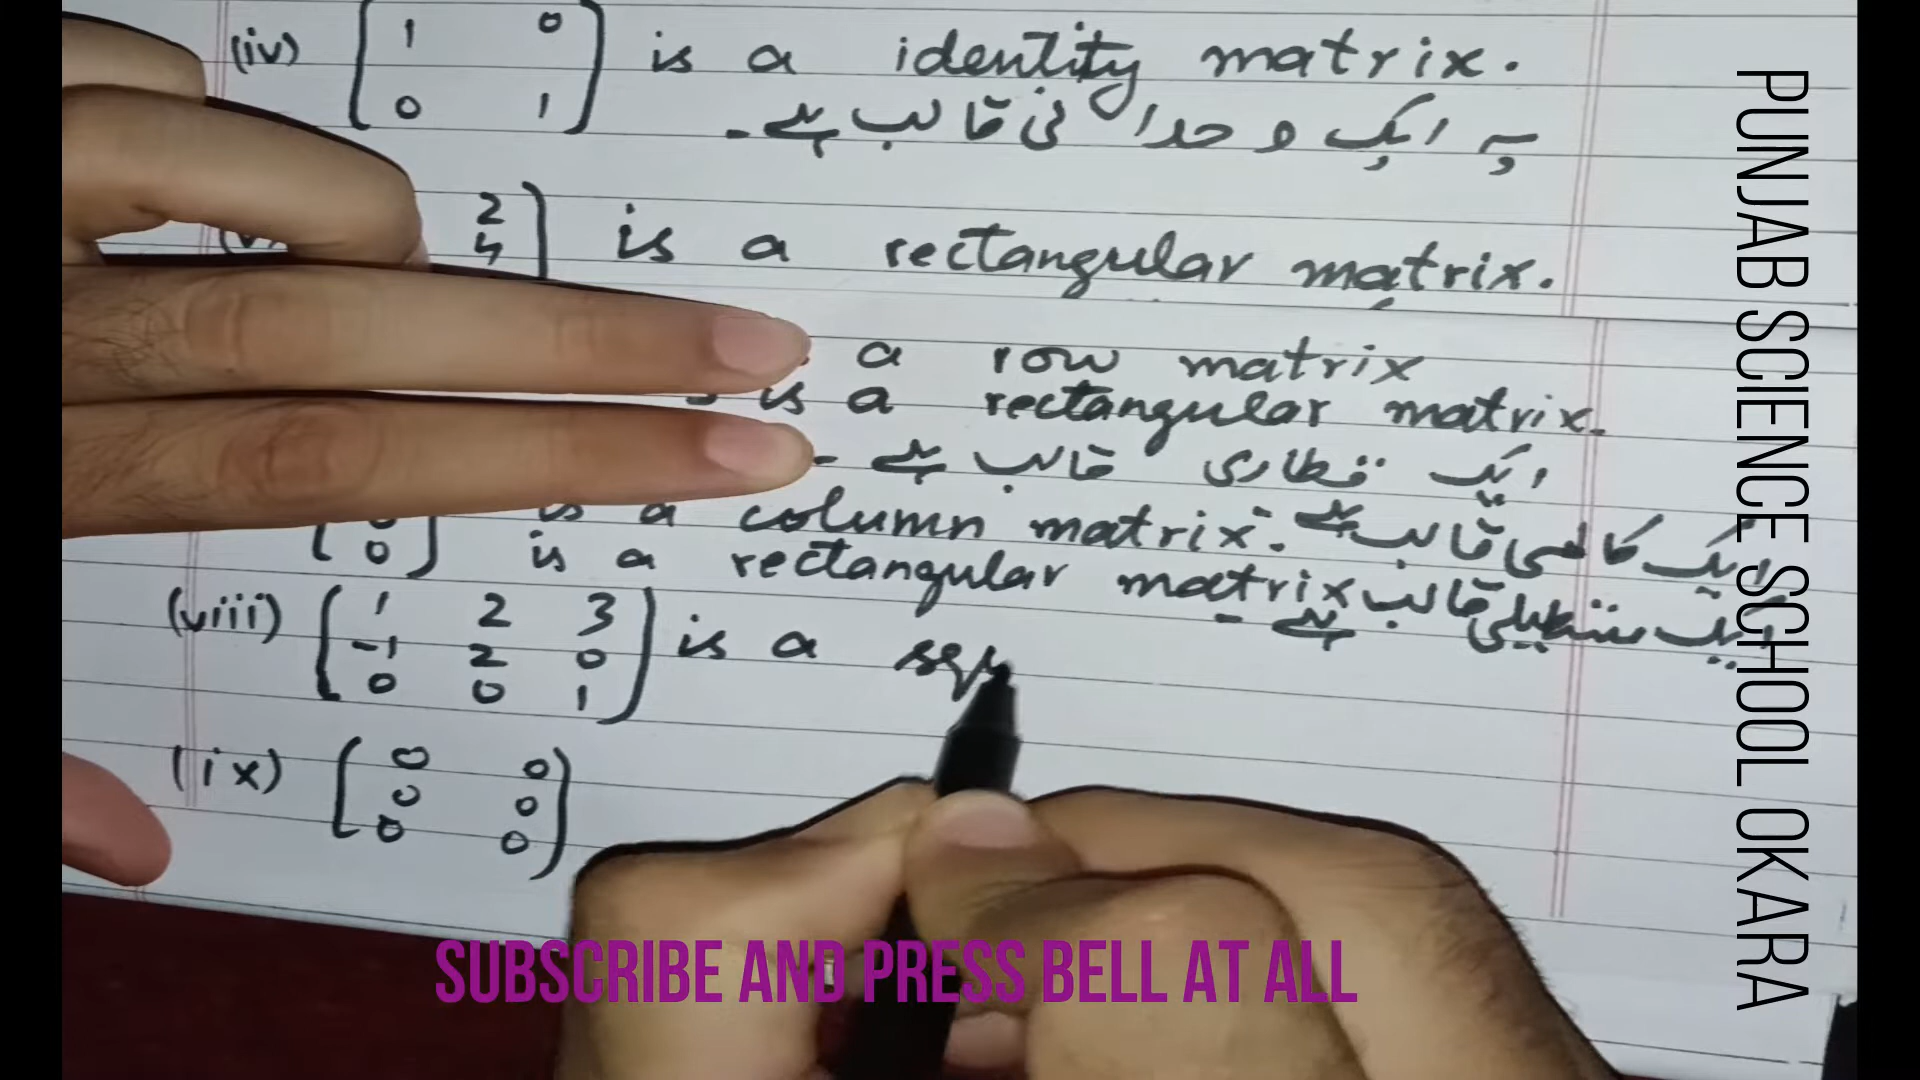 (iv) [1 0
0 1] is a identity matrix.
یہ ایک وحدانی قالب ہے۔
2
4] is a rectangular matrix.
a row matrix
is a rectangular matrix.
ایک قطاری قالب ہے۔
is a column matrix. ایک کالمی قالب ہے
0] is a rectangular matrix ایک مستطیلی قالب ہے۔
(viii) [1 2 3
-1 2 0
0 0 1] is a squ
(ix) [0 0
0 0
0 0]
SUBSCRIBE AND PRESS BELL AT ALL
PUNJAB SCIENCE SCHOOL OKARA